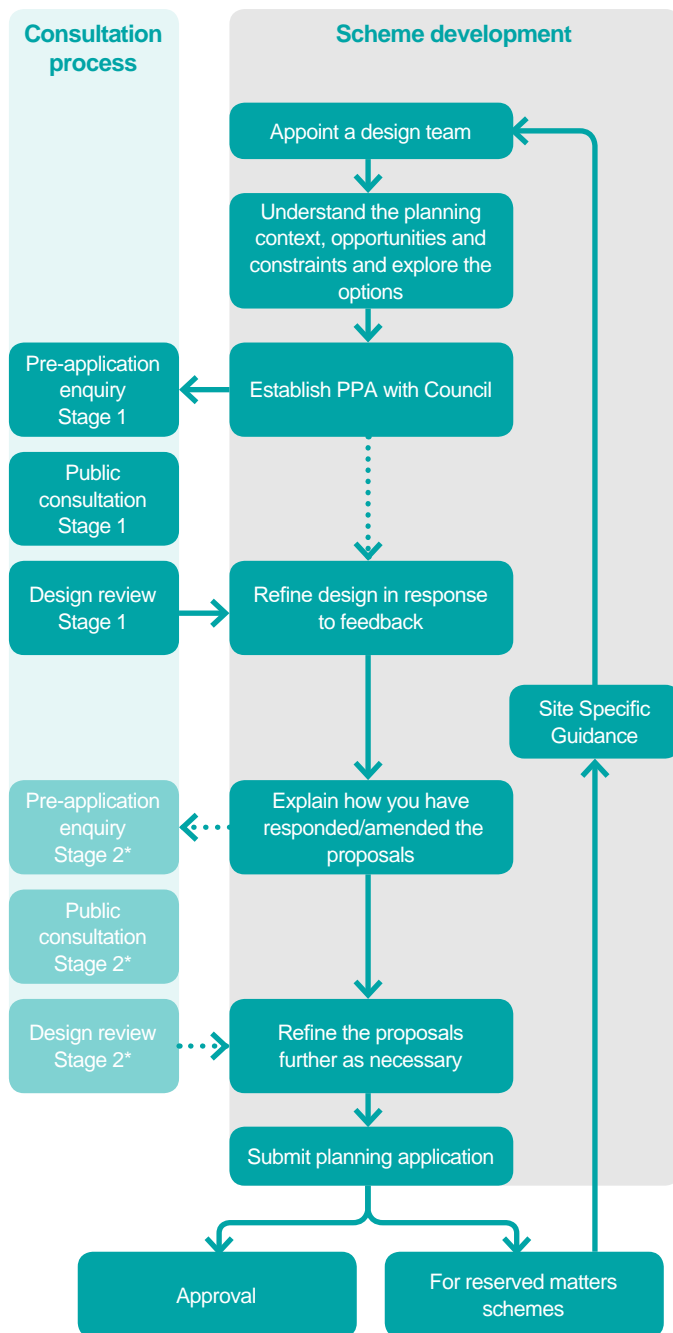 Consultation
process
Scheme development
Appoint a design team
Understand the planning
context, opportunities and
constraints and explore the
options
Pre-application
enquiry
Stage 1
Establish PPA with Council
Public
consultation
Stage 1
Design review
Stage 1
Refine design in response
to feedback
Site Specific
Guidance
Pre-application
enquiry
Stage 2*
Explain how you have
responded/amended the
proposals
Public
consultation
Stage 2*
Design review
Stage 2*
Refine the proposals
further as necessary
Submit planning application
Approval
For reserved matters
schemes